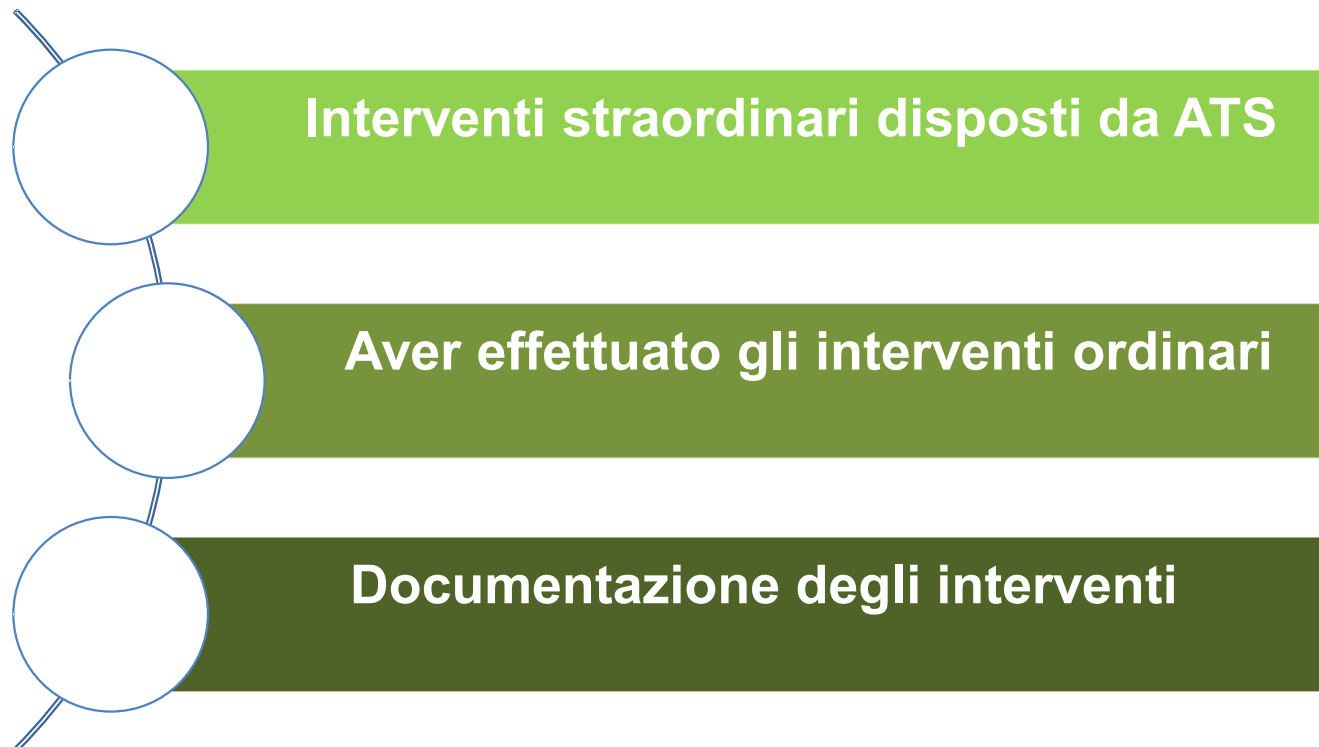 Interventi straordinari disposti da ATS
Aver effettuato gli interventi ordinari
Documentazione degli interventi